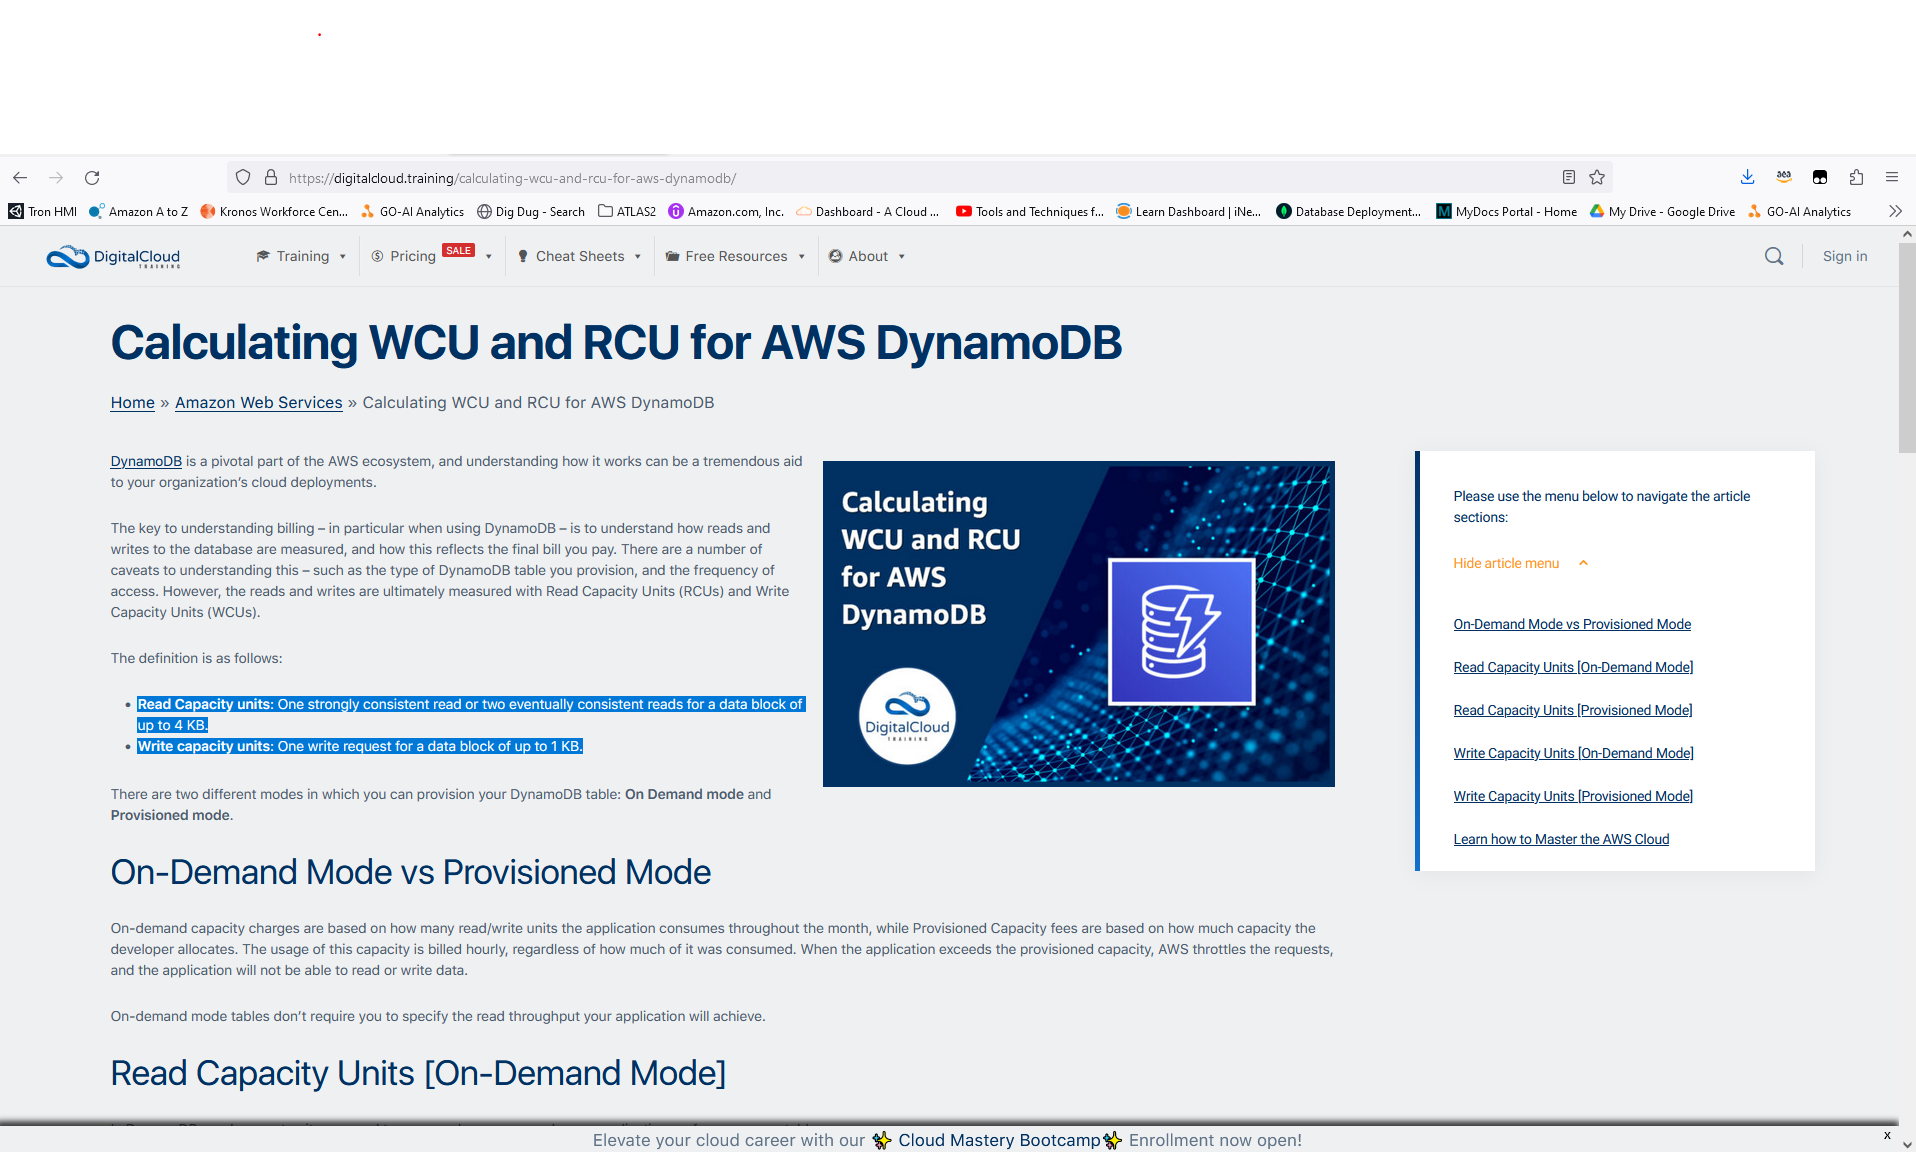 https://digitalcloud.training/calculating-wcu-and-rcu-for-aws-dynamodb/
Tron HMI Amazon A to Z Kronos Workforce Cen... GO-AI Analytics Dig Dug - Search ATLAS2 Amazon.com, Inc. Dashboard - A Cloud ... Tools and Techniques f... Learn Dashboard | iNe... Database Deployment... MyDocs Portal - Home My Drive - Google Drive GO-AI Analytics
DigitalCloud
TRAINING
Training Pricing SALE Cheat Sheets Free Resources About Sign in
Calculating WCU and RCU for AWS DynamoDB
Home » Amazon Web Services » Calculating WCU and RCU for AWS DynamoDB
DynamoDB is a pivotal part of the AWS ecosystem, and understanding how it works can be a tremendous aid
to your organization’s cloud deployments.
The key to understanding billing – in particular when using DynamoDB – is to understand how reads and
writes to the database are measured, and how this reflects the final bill you pay. There are a number of
caveats to understanding this – such as the type of DynamoDB table you provision, and the frequency of
access. However, the reads and writes are ultimately measured with Read Capacity Units (RCUs) and Write
Capacity Units (WCUs).
The definition is as follows:
• Read Capacity units: One strongly consistent read or two eventually consistent reads for a data block of
up to 4 KB.
• Write capacity units: One write request for a data block of up to 1 KB.
There are two different modes in which you can provision your DynamoDB table: On Demand mode and
Provisioned mode.
Calculating
WCU and RCU
for AWS
DynamoDB
DigitalCloud
TRAINING
Please use the menu below to navigate the article
sections:
Hide article menu
On-Demand Mode vs Provisioned Mode
Read Capacity Units [On-Demand Mode]
Read Capacity Units [Provisioned Mode]
Write Capacity Units [On-Demand Mode]
Write Capacity Units [Provisioned Mode]
Learn how to Master the AWS Cloud
On-Demand Mode vs Provisioned Mode
On-demand capacity charges are based on how many read/write units the application consumes throughout the month, while Provisioned Capacity fees are based on how much capacity the
developer allocates. The usage of this capacity is billed hourly, regardless of how much of it was consumed. When the application exceeds the provisioned capacity, AWS throttles the requests,
and the application will not be able to read or write data.
On-demand mode tables don’t require you to specify the read throughput your application will achieve.
Read Capacity Units [On-Demand Mode]
Elevate your cloud career with our ✨ Cloud Mastery Bootcamp✨ Enrollment now open!
x